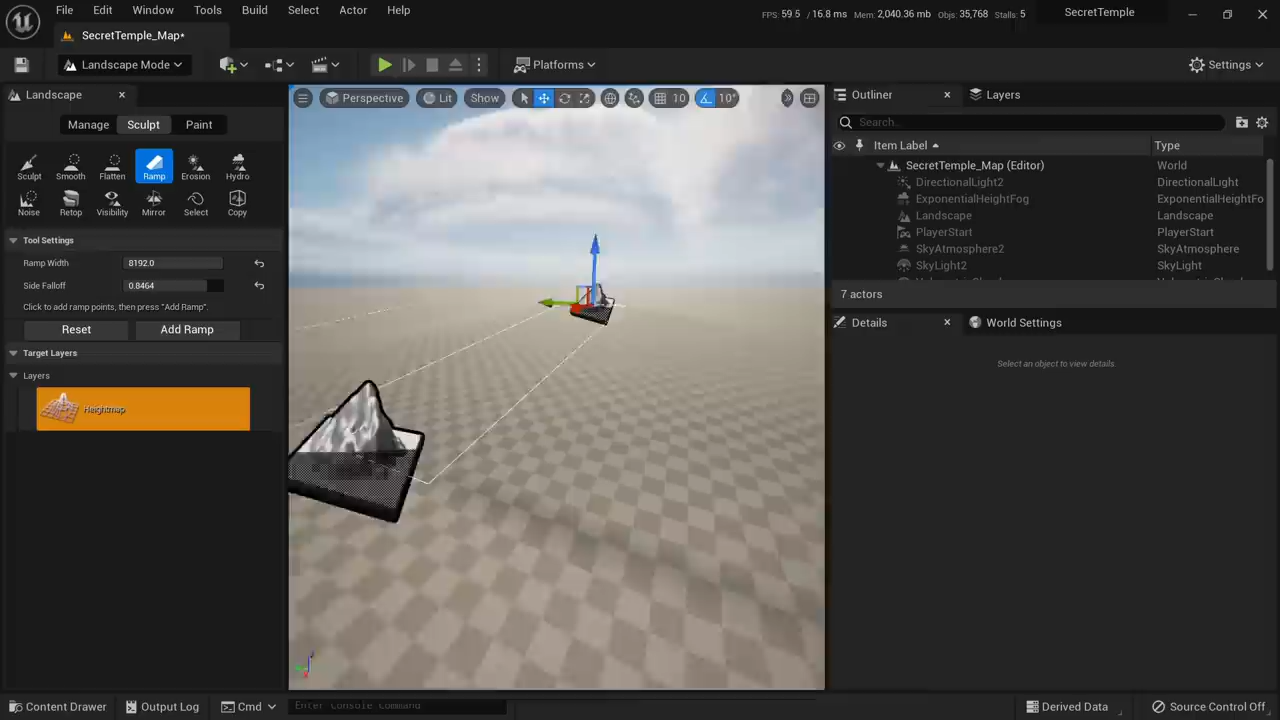 File Edit Window Tools Build Select Actor Help
FPS: 59.5 / 16.8 ms Mem: 2,040.36 mb Objs: 35,768 Stalls: 5
SecretTemple
SecretTemple_Map*
Landscape Mode
Platforms
Settings
Landscape
Perspective
Lit
Show
10
10°
Outliner
Layers
Manage
Sculpt
Paint
Search...
Item Label
Type
Sculpt Smooth Flatten Ramp Erosion Hydro
Noise Retop Visibility Mirror Select Copy
SecretTemple_Map (Editor) World
DirectionalLight2 DirectionalLight
ExponentialHeightFog ExponentialHeightFo
Landscape Landscape
PlayerStart PlayerStart
SkyAtmosphere2 SkyAtmosphere
SkyLight2 SkyLight
7 actors
Tool Settings
Ramp Width 8192.0
Side Falloff 0.8464
Click to add ramp points, then press "Add Ramp".
Reset
Add Ramp
Target Layers
Layers
Heightmap
Details
World Settings
Select an object to view details
Content Drawer
Output Log
Cmd
Enter Console Command
Derived Data
Source Control Off